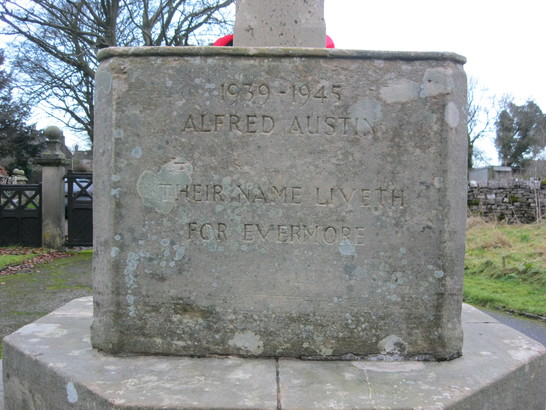 1939-1945
ALFRED AUSTIN
THEIR NAME LIVETH
FOR EVERMORE